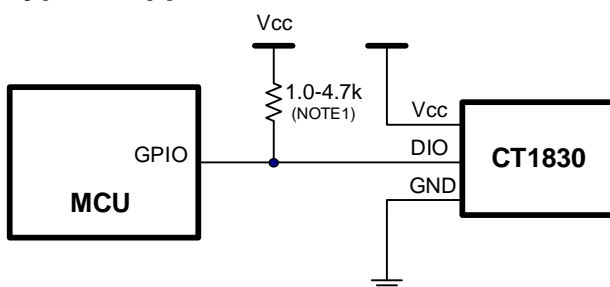 Vcc
1.0-4.7k
(NOTE1)
Vcc
GPIO
DIO
CT1830
GND
MCU